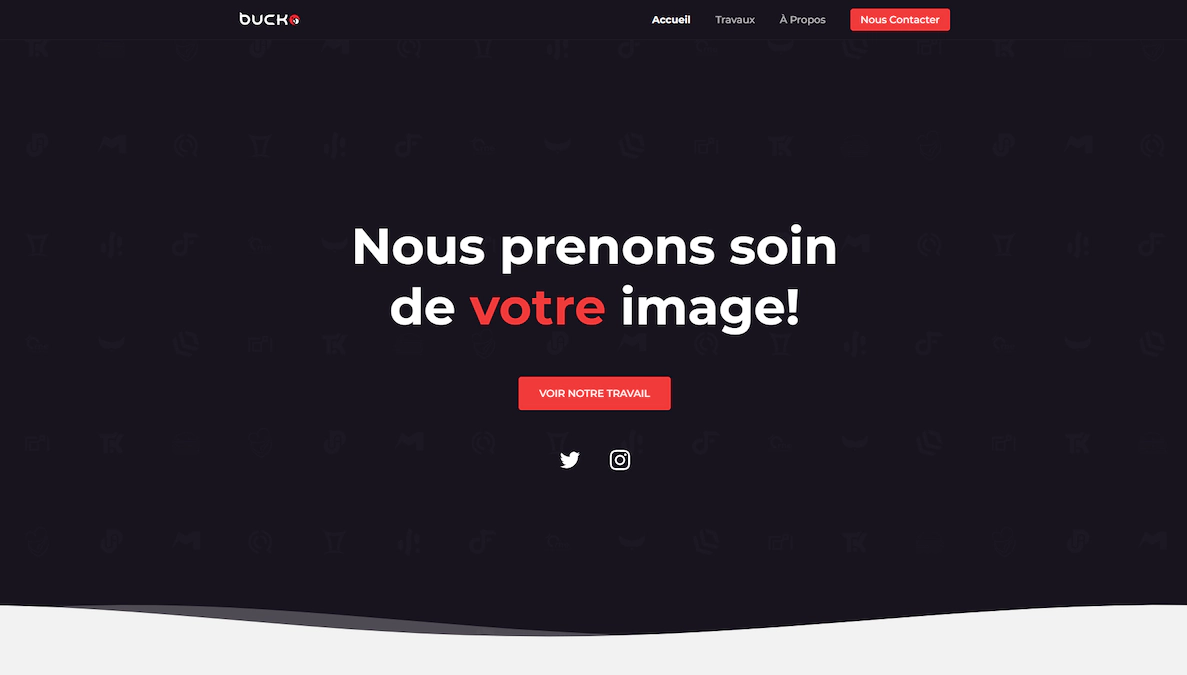 bucko
Accueil
Travaux
À Propos
Nous Contacter
Nous prenons soin
de votre image!
VOIR NOTRE TRAVAIL